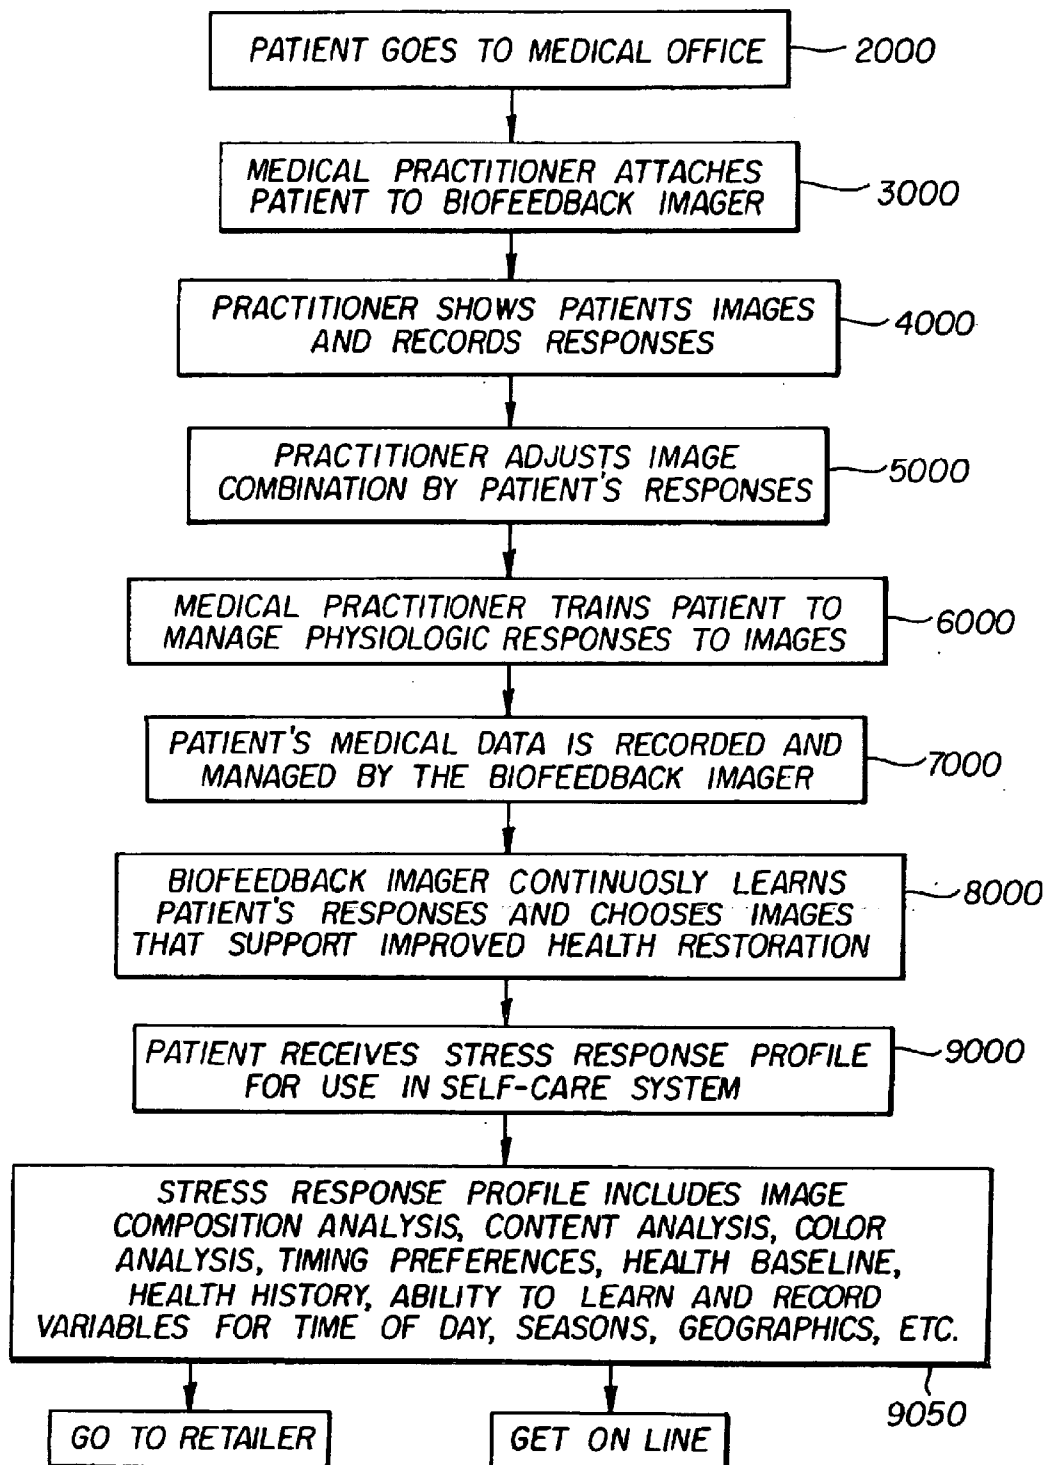 PATIENT GOES TO MEDICAL OFFICE
2000
MEDICAL PRACTITIONER ATTACHES
PATIENT TO BIOFEEDBACK IMAGER
3000
PRACTITIONER SHOWS PATIENTS IMAGES
AND RECORDS RESPONSES
4000
PRACTITIONER ADJUSTS IMAGE
COMBINATION BY PATIENT'S RESPONSES
5000
MEDICAL PRACTITIONER TRAINS PATIENT TO
MANAGE PHYSIOLOGIC RESPONSES TO IMAGES
6000
PATIENT'S MEDICAL DATA IS RECORDED AND
MANAGED BY THE BIOFEEDBACK IMAGER
7000
BIOFEEDBACK IMAGER CONTINUOSLY LEARNS
PATIENT'S RESPONSES AND CHOOSES IMAGES
THAT SUPPORT IMPROVED HEALTH RESTORATION
8000
PATIENT RECEIVES STRESS RESPONSE PROFILE
FOR USE IN SELF-CARE SYSTEM
9000
STRESS RESPONSE PROFILE INCLUDES IMAGE
COMPOSITION ANALYSIS, CONTENT ANALYSIS, COLOR
ANALYSIS, TIMING PREFERENCES, HEALTH BASELINE,
HEALTH HISTORY, ABILITY TO LEARN AND RECORD
VARIABLES FOR TIME OF DAY, SEASONS, GEOGRAPHICS, ETC.
9050
GO TO RETAILER
GET ON LINE